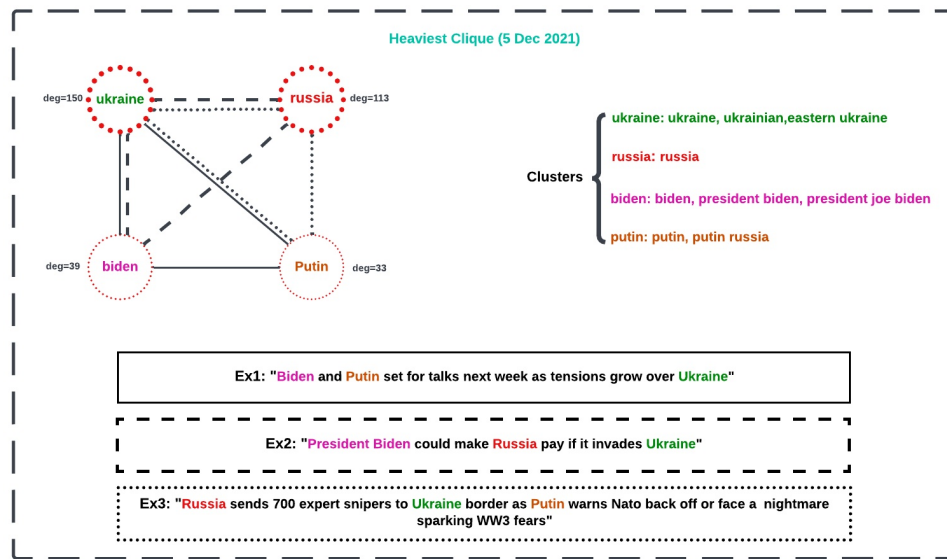 Heaviest Clique (5 Dec 2021)
deg=150
ukraine
russia
deg=113
ukraine: ukraine, ukrainian,eastern ukraine
russia: russia
Clusters
biden: biden, president biden, president joe biden
putin: putin, putin russia
deg=39
biden
Putin
deg=33
Ex1: "Biden and Putin set for talks next week as tensions grow over Ukraine"
Ex2: "President Biden could make Russia pay if it invades Ukraine"
Ex3: "Russia sends 700 expert snipers to Ukraine border as Putin warns Nato back off or face a nightmare
sparking WW3 fears"